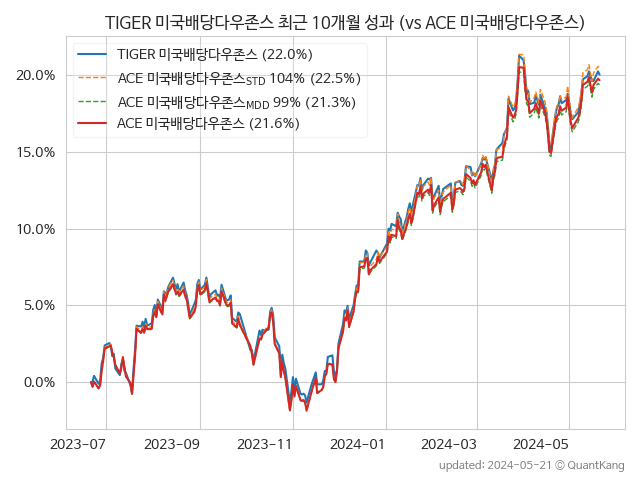 TIGER 미국배당다우존스 최근 10개월 성과 (vs ACE 미국배당다우존스)
TIGER 미국배당다우존스 (22.0%)
ACE 미국배당다우존스STD 104% (22.5%)
ACE 미국배당다우존스MDD 99% (21.3%)
ACE 미국배당다우존스 (21.6%)
20.0%
15.0%
10.0%
5.0%
0.0%
2023-07 2023-09 2023-11 2024-01 2024-03 2024-05
updated: 2024-05-21 © QuantKang